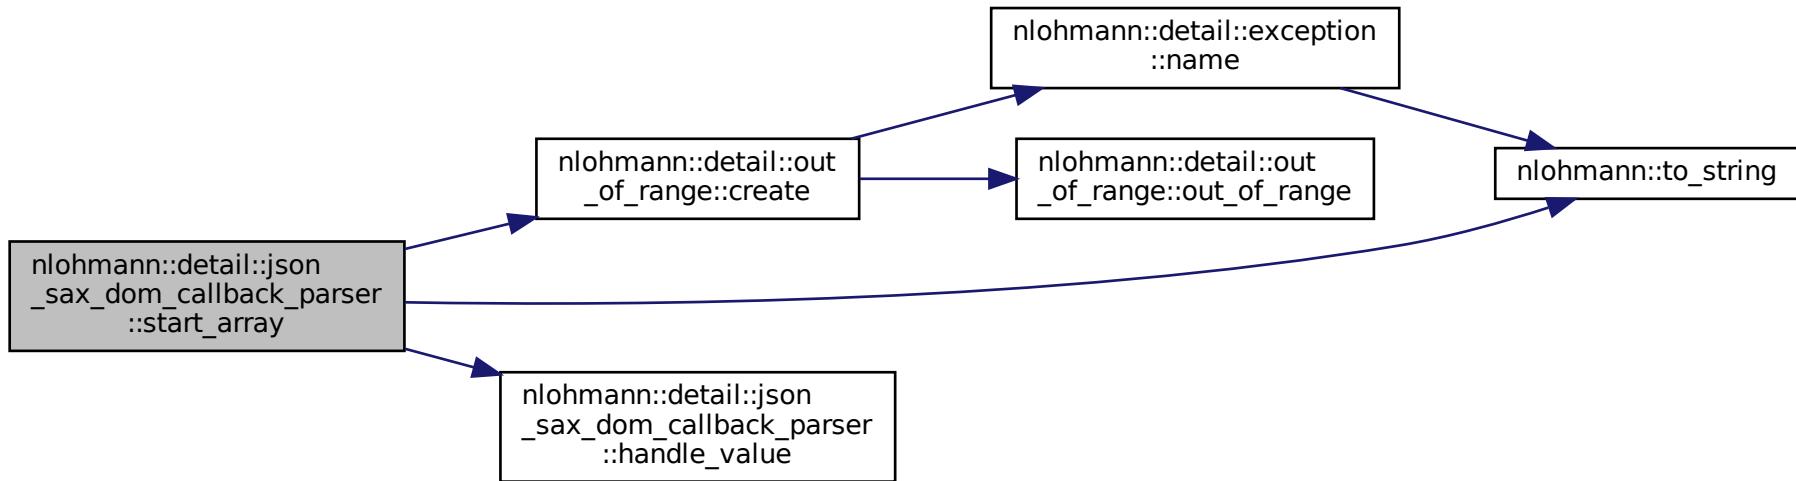 nlohmann::detail::json
_sax_dom_callback_parser
::start_array
nlohmann::detail::out
_of_range::create
nlohmann::detail::exception
::name
nlohmann::to_string
nlohmann::detail::out
_of_range::out_of_range
nlohmann::detail::json
_sax_dom_callback_parser
::handle_value